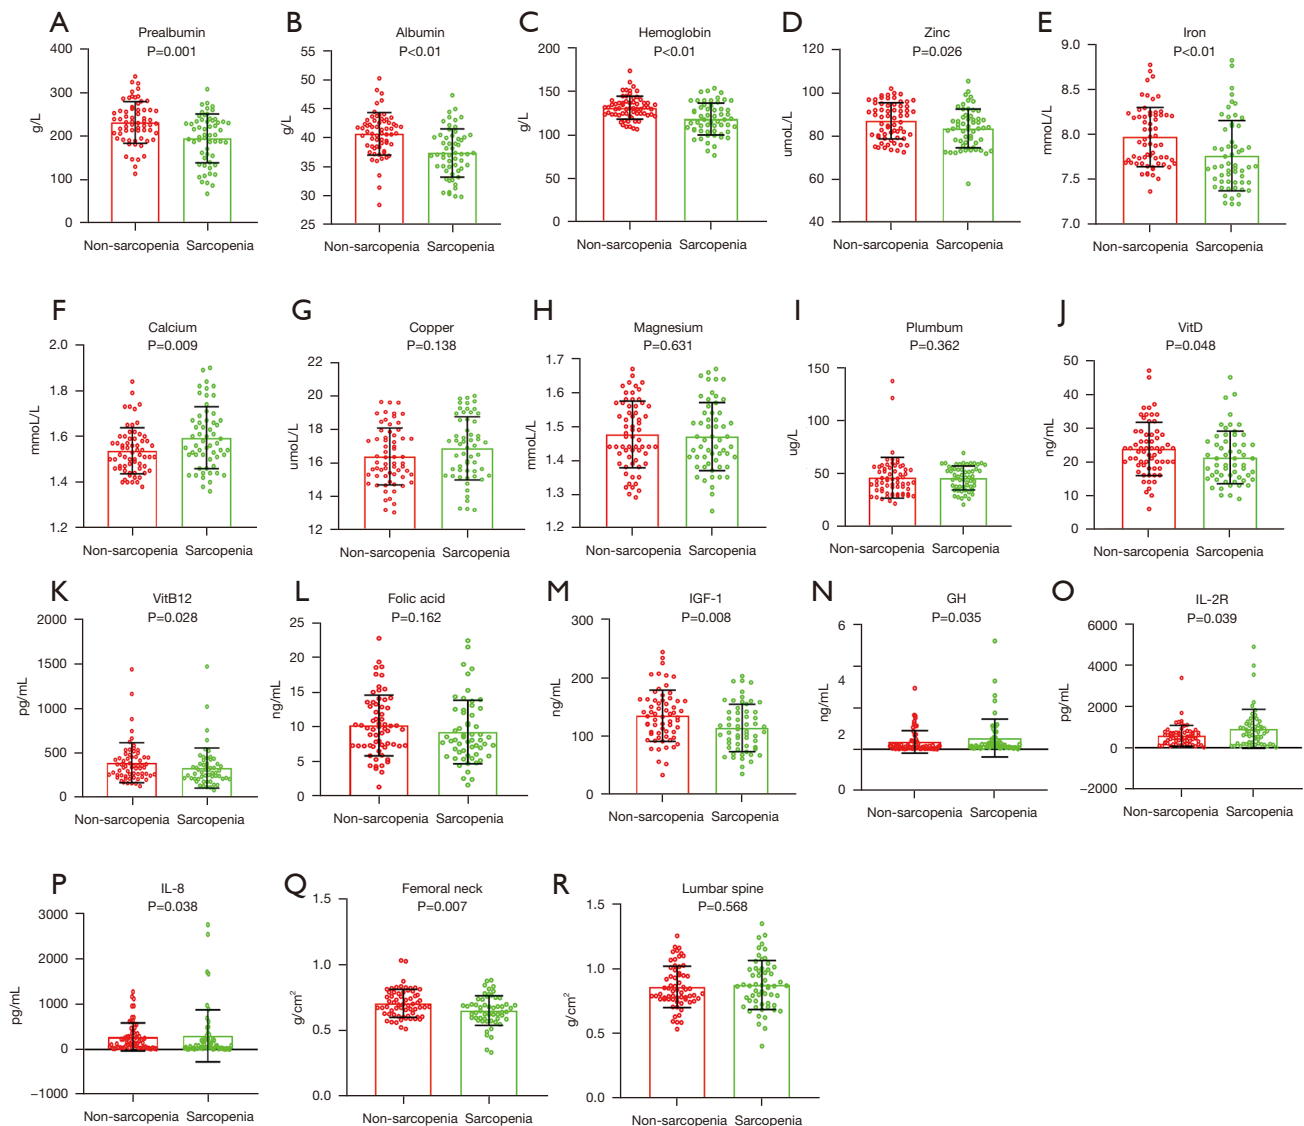 A
Prealbumin
P=0.001
g/L
400
300
200
100
0
Non-sarcopenia Sarcopenia
B
Albumin
P<0.01
g/L
55
50
45
40
35
30
25
Non-sarcopenia Sarcopenia
C
Hemoglobin
P<0.01
g/L
200
150
100
50
0
Non-sarcopenia Sarcopenia
D
Zinc
P=0.026
umoL/L
120
100
80
60
40
Non-sarcopenia Sarcopenia
E
Iron
P<0.01
mmoL/L
9.0
8.5
8.0
7.5
7.0
Non-sarcopenia Sarcopenia
F
Calcium
P=0.009
mmoL/L
2.0
1.8
1.6
1.4
1.2
Non-sarcopenia Sarcopenia
G
Copper
P=0.138
umoL/L
22
20
18
16
14
12
Non-sarcopenia Sarcopenia
H
Magnesium
P=0.631
mmoL/L
1.7
1.6
1.5
1.4
1.3
1.2
Non-sarcopenia Sarcopenia
I
Plumbum
P=0.362
ug/L
150
100
50
0
Non-sarcopenia Sarcopenia
J
VitD
P=0.048
ng/mL
50
40
30
20
10
0
Non-sarcopenia Sarcopenia
K
VitB12
P=0.028
pg/mL
2000
1500
1000
500
0
Non-sarcopenia Sarcopenia
L
Folic acid
P=0.162
ng/mL
25
20
15
10
5
0
Non-sarcopenia Sarcopenia
M
IGF-1
P=0.008
ng/mL
300
200
100
0
Non-sarcopenia Sarcopenia
N
GH
P=0.035
ng/mL
6
4
2
0
Non-sarcopenia Sarcopenia
O
IL-2R
P=0.039
pg/mL
6000
4000
2000
0
−2000
Non-sarcopenia Sarcopenia
P
IL-8
P=0.038
pg/mL
3000
2000
1000
0
−1000
Non-sarcopenia Sarcopenia
Q
Femoral neck
P=0.007
g/cm²
1.5
1.0
0.5
0.0
Non-sarcopenia Sarcopenia
R
Lumbar spine
P=0.568
g/cm²
1.5
1.0
0.5
0.0
Non-sarcopenia Sarcopenia